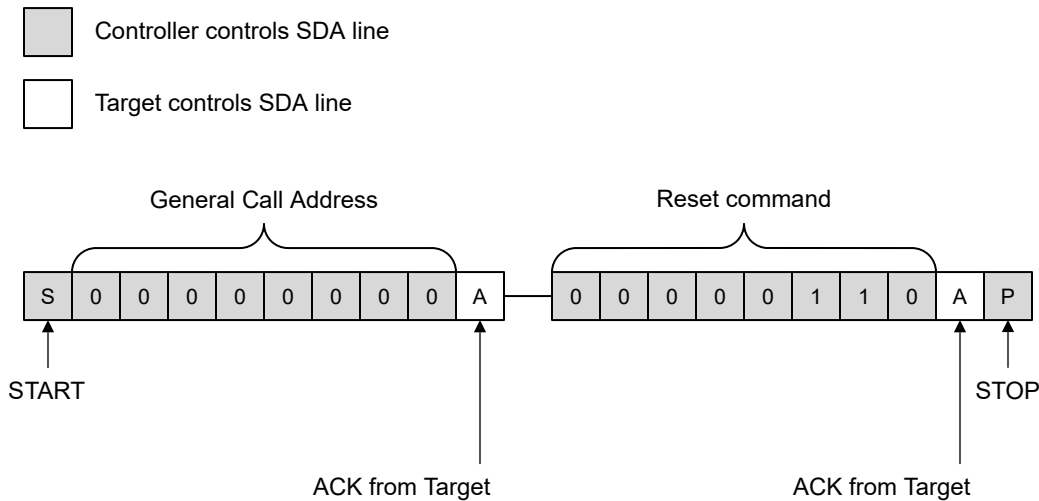 Controller controls SDA line
Target controls SDA line
General Call Address Reset command
S 0 0 0 0 0 0 0 0 A 0 0 0 0 0 1 1 0 A P
START STOP
ACK from Target ACK from Target